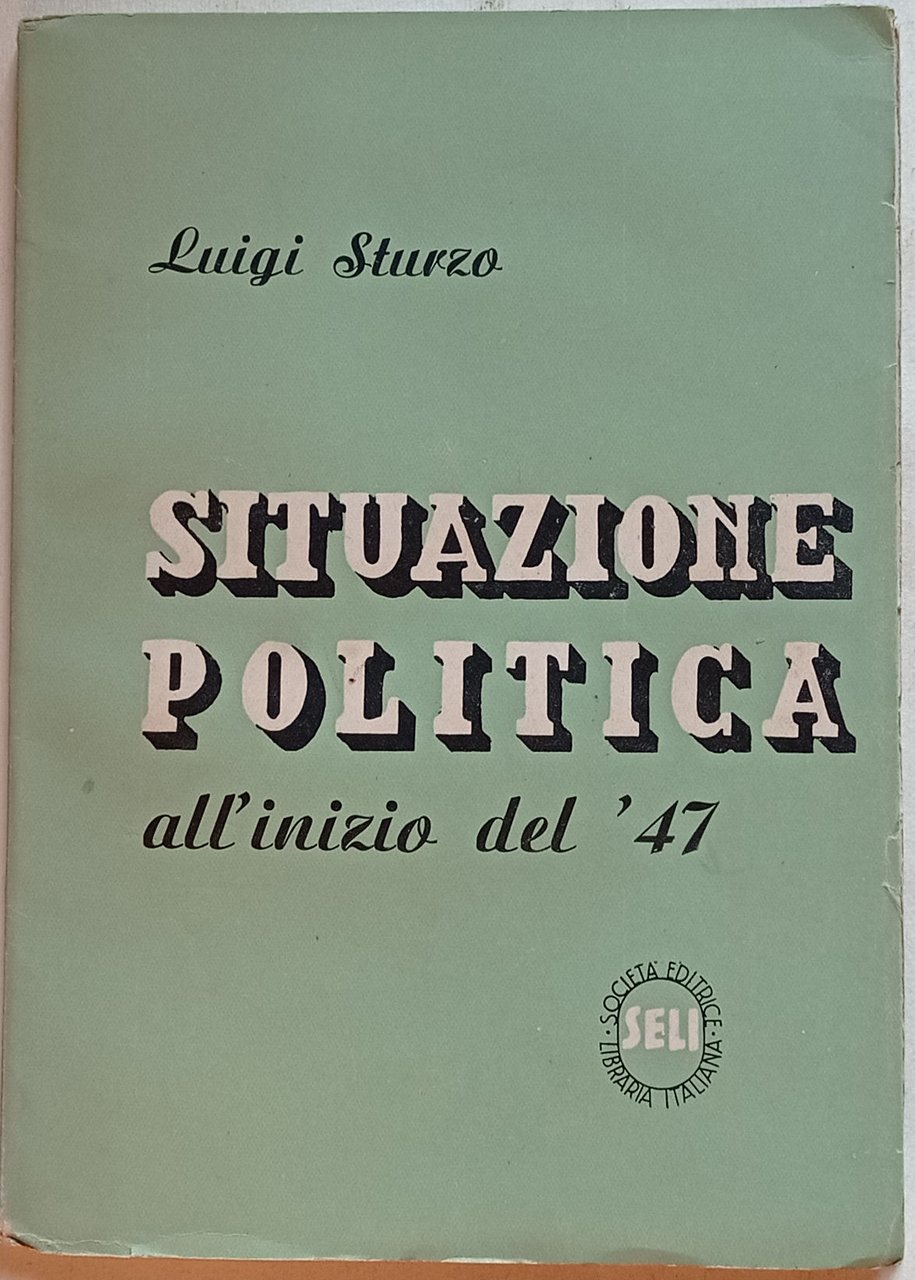 Luigi Sturzo
SITUAZIONE
POLITICA
all'inizio del '47
SOCIETÀ EDITRICE
SELI
LIBRARIA ITALIANA